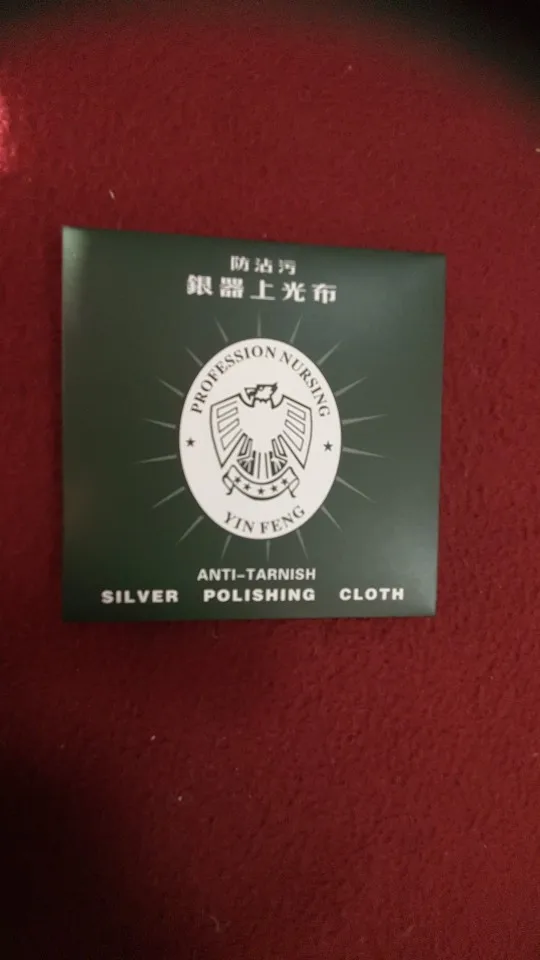 防沾污
銀器上光布
PROFESSION NURSING
YIN FENG
ANTI-TARNISH
SILVER POLISHING CLOTH